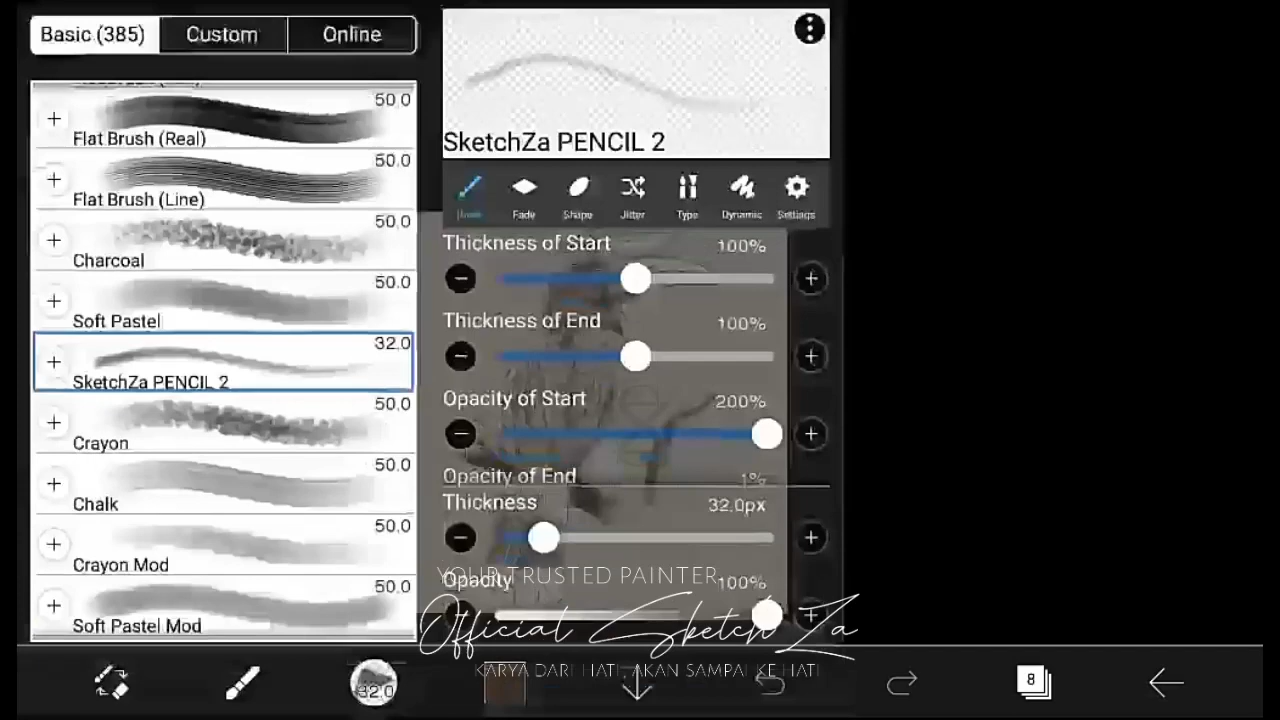 Basic (385)
Custom
Online
50.0
Flat Brush (Real)
50.0
Flat Brush (Line)
50.0
Charcoal
50.0
Soft Pastel
32.0
SketchZa PENCIL 2
50.0
Crayon
50.0
Chalk
50.0
Crayon Mod
50.0
Soft Pastel Mod
SketchZa PENCIL 2
Fade
Shape
Jitter
Type
Dynamic
Settings
Thickness of Start 100%
Thickness of End 100%
Opacity of Start 200%
Opacity of End 1%
Thickness 32.0px
Opacity 100%
YOUR TRUSTED PAINTER
Official Sketch Za
KARYA DARI HATI, AKAN SAMPAI KE HATI
32.0
8